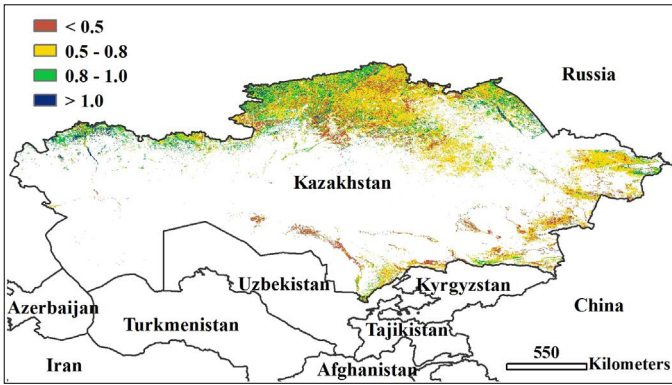 < 0.5
0.5 - 0.8
0.8 - 1.0
> 1.0
Russia
Kazakhstan
Uzbekistan
Kyrgyzstan
Azerbaijan
China
Turkmenistan
Tajikistan
Iran
Afghanistan
550
Kilometers